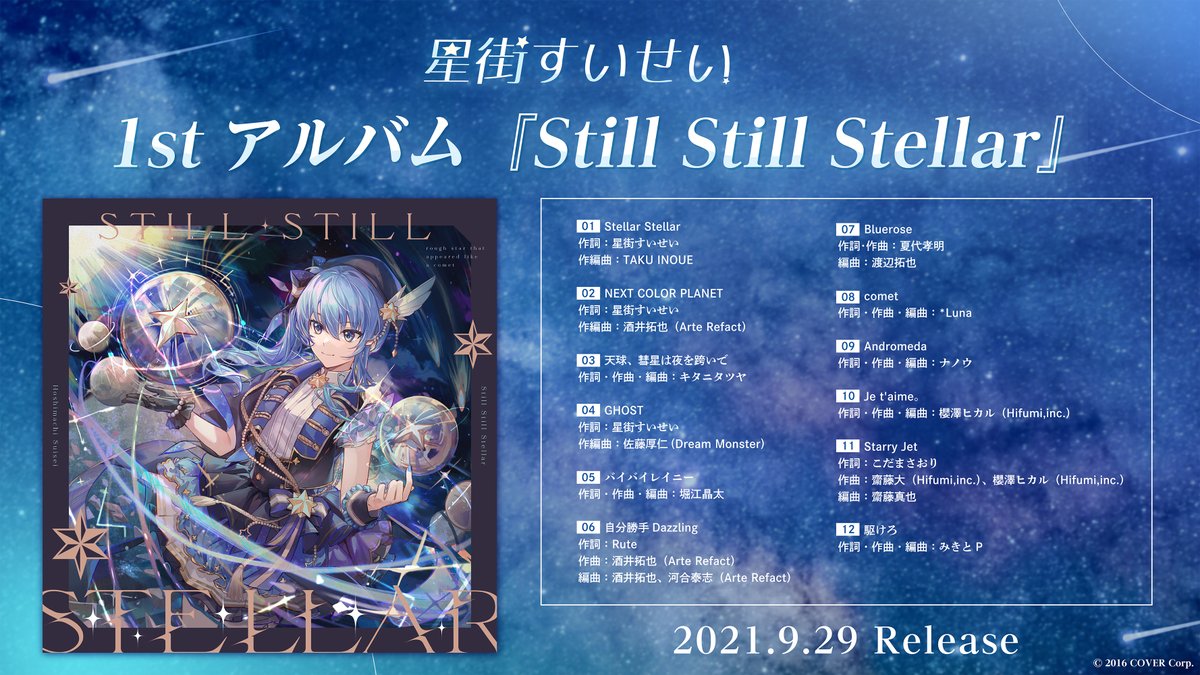 星街すいせい
1st アルバム『Still Still Stellar』
STILL STILL
rough star that
appeared like
a comet
Hoshimachi Suisei
Still Still Stellar
STELLAR
01 Stellar Stellar
作詞：星街すいせい
作編曲：TAKU INOUE
02 NEXT COLOR PLANET
作詞：星街すいせい
作編曲：酒井拓也（Arte Refact）
03 天球、彗星は夜を跨いで
作詞・作曲・編曲：キタニタツヤ
04 GHOST
作詞：星街すいせい
作編曲：佐藤厚仁（Dream Monster）
05 バイバイレイニー
作詞・作曲・編曲：堀江晶太
06 自分勝手Dazzling
作詞：Rute
作曲：酒井拓也（Arte Refact）
編曲：酒井拓也、河合泰志（Arte Refact）
07 Bluerose
作詞・作曲：夏代孝明
編曲：渡辺拓也
08 comet
作詞・作曲・編曲：*Luna
09 Andromeda
作詞・作曲・編曲：ナノウ
10 Je t'aime。
作詞・作曲・編曲：櫻澤ヒカル（Hifumi,inc.）
11 Starry Jet
作詞：こだまさおり
作曲：齋藤大（Hifumi,inc.）、櫻澤ヒカル（Hifumi,inc.）
編曲：齋藤真也
12 駆けろ
作詞・作曲・編曲：みきとP
2021.9.29 Release
© 2016 COVER Corp.